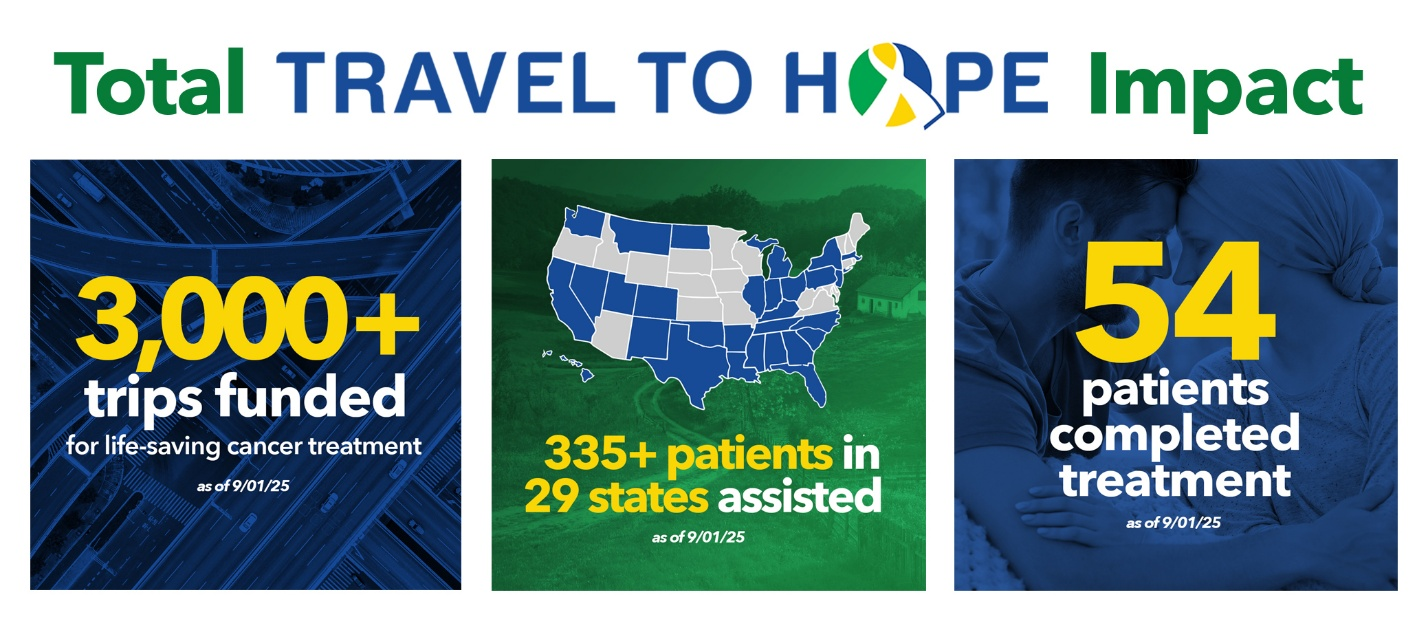 Total TRAVEL TO HOPE Impact
3,000+
trips funded
for life-saving cancer treatment
as of 9/01/25
335+ patients in
29 states assisted
as of 9/01/25
54
patients
completed
treatment
as of 9/01/25